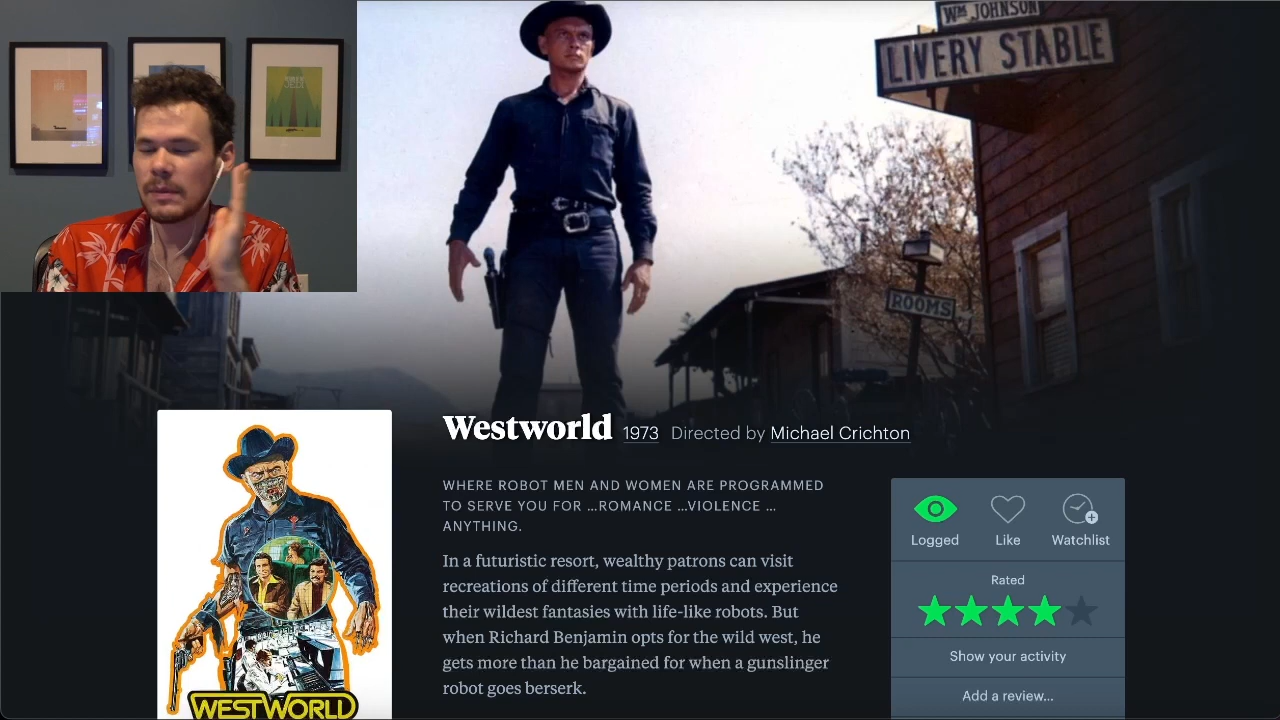 WM JOHNSON
LIVERY STABLE
ROOMS
Westworld 1973 Directed by Michael Crichton
WHERE ROBOT MEN AND WOMEN ARE PROGRAMMED
TO SERVE YOU FOR ...ROMANCE ...VIOLENCE ...
ANYTHING.
In a futuristic resort, wealthy patrons can visit
recreations of different time periods and experience
their wildest fantasies with life-like robots. But
when Richard Benjamin opts for the wild west, he
gets more than he bargained for when a gunslinger
robot goes berserk.
Logged Like Watchlist
Rated
Show your activity
Add a review...
WESTWORLD